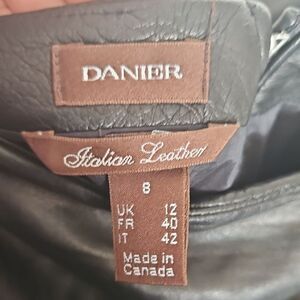 DANIER
Italian Leather
8
UK 12
FR 40
IT 42
Made in
Canada